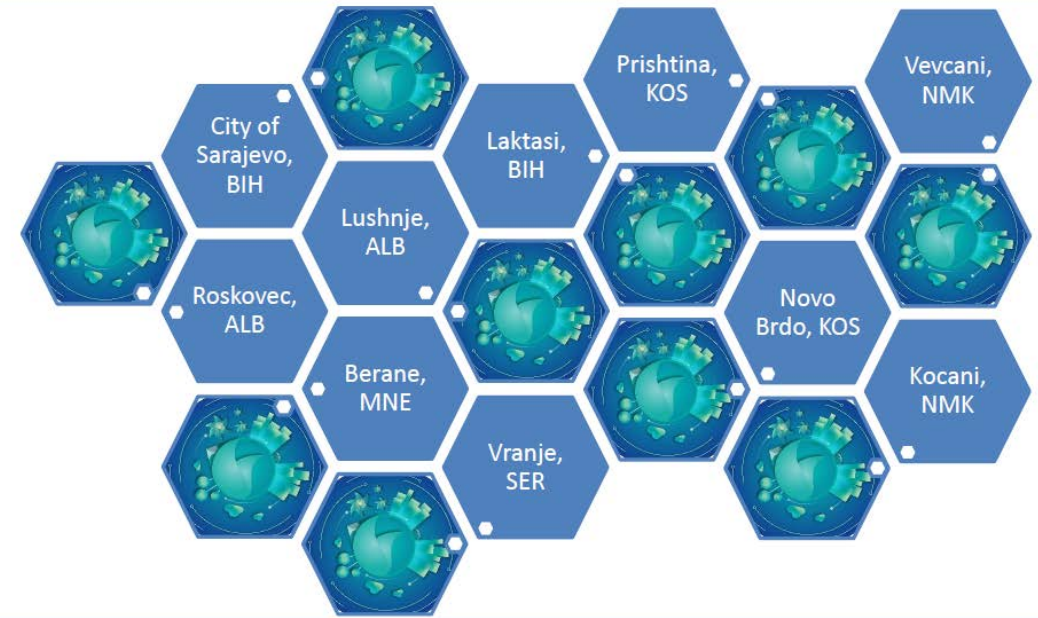 City of
Sarajevo,
BIH
Laktasi,
BIH
Prishtina,
KOS
Vevcani,
NMK
Lushnje,
ALB
Roskovec,
ALB
Novo
Brdo, KOS
Berane,
MNE
Kocani,
NMK
Vranje,
SER